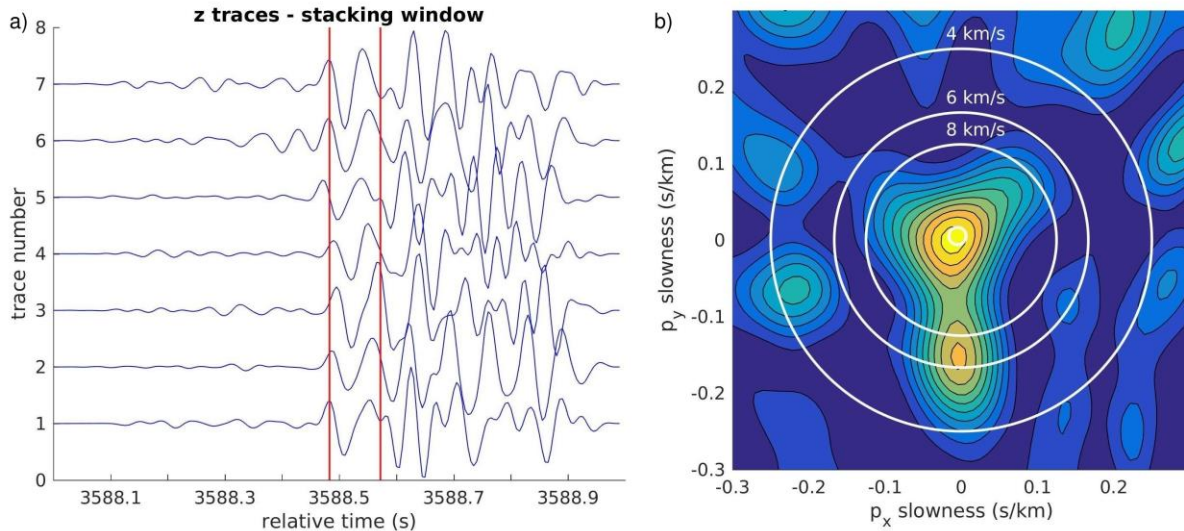 a)
z traces - stacking window
8
7
6
5
4
3
2
1
0
trace number
3588.1
3588.3
3588.5
3588.7
3588.9
relative time (s)
b)
4 km/s
6 km/s
8 km/s
0.2
0.1
0
-0.1
-0.2
-0.3
p_y slowness (s/km)
-0.3
-0.2
-0.1
0
0.1
0.2
p_x slowness (s/km)